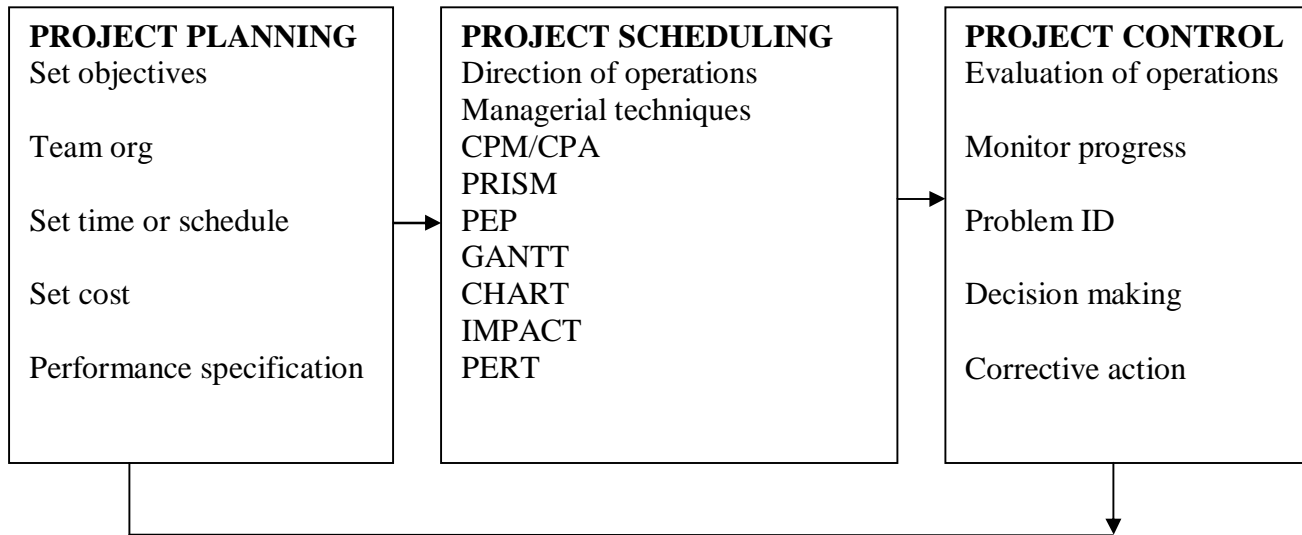 PROJECT PLANNING
Set objectives
Team org
Set time or schedule
Set cost
Performance specification
PROJECT SCHEDULING
Direction of operations
Managerial techniques
CPM/CPA
PRISM
PEP
GANTT
CHART
IMPACT
PERT
PROJECT CONTROL
Evaluation of operations
Monitor progress
Problem ID
Decision making
Corrective action